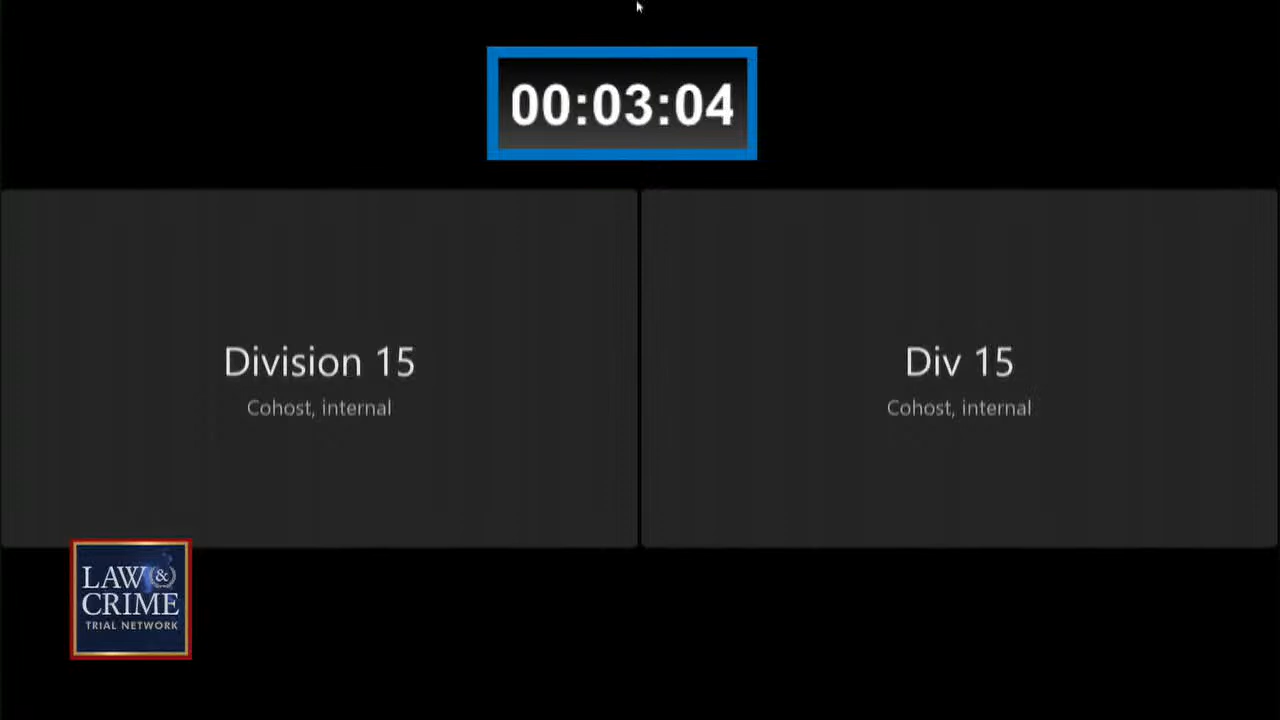 00:03:04
Division 15
Cohost, internal
Div 15
Cohost, internal
LAW &
CRIME
TRIAL NETWORK